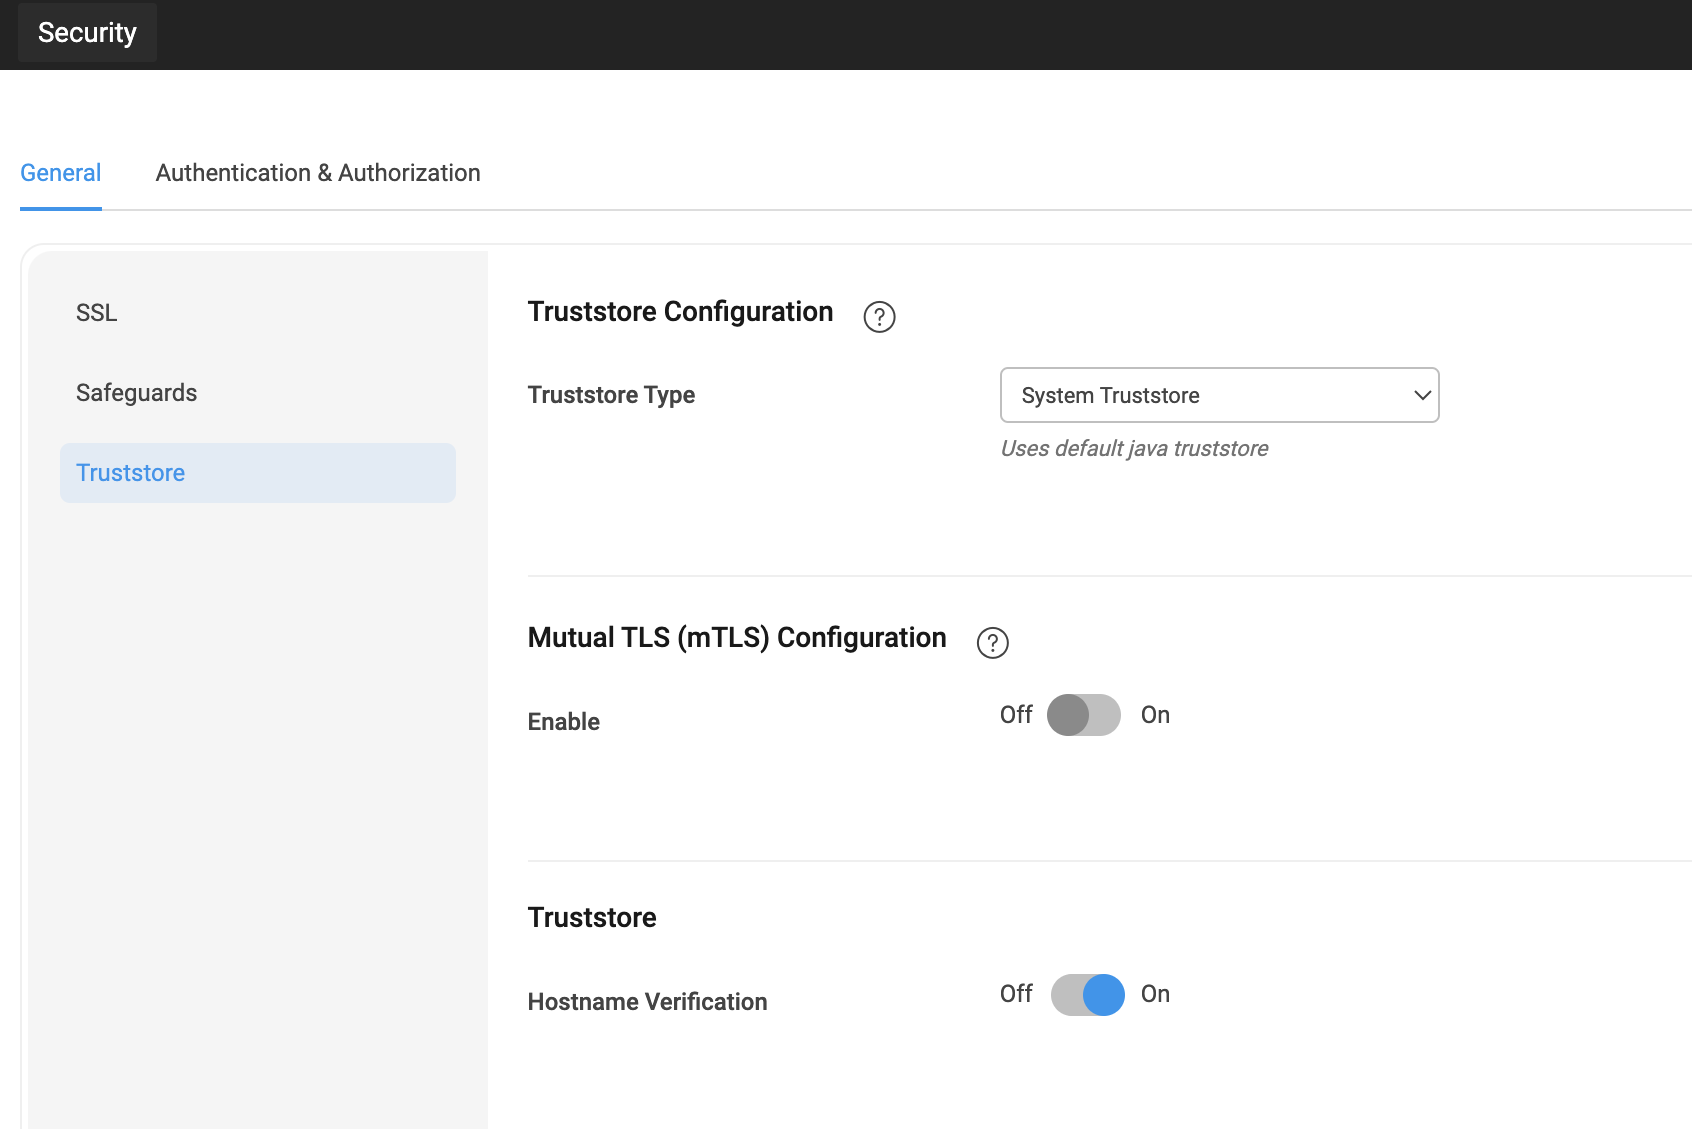 Security
General
Authentication & Authorization
SSL
Safeguards
Truststore
Truststore Configuration ?
Truststore Type
System Truststore
Uses default java truststore
Mutual TLS (mTLS) Configuration ?
Enable
Off On
Truststore
Hostname Verification
Off On